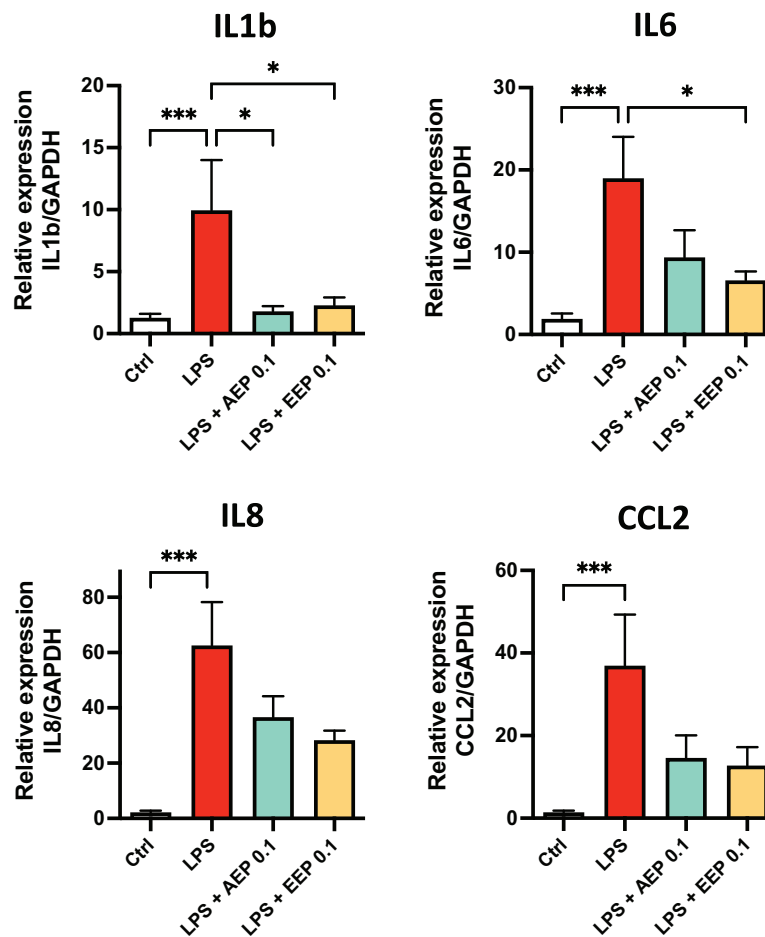 IL1b
*
***
*
20
15
10
5
0
Relative expression
IL1b/GAPDH
Ctrl
LPS
LPS + AEP 0.1
LPS + EEP 0.1
IL6
***
*
30
20
10
0
Relative expression
IL6/GAPDH
Ctrl
LPS
LPS + AEP 0.1
LPS + EEP 0.1
IL8
***
80
60
40
20
0
Relative expression
IL8/GAPDH
Ctrl
LPS
LPS + AEP 0.1
LPS + EEP 0.1
CCL2
***
60
40
20
0
Relative expression
CCL2/GAPDH
Ctrl
LPS
LPS + AEP 0.1
LPS + EEP 0.1